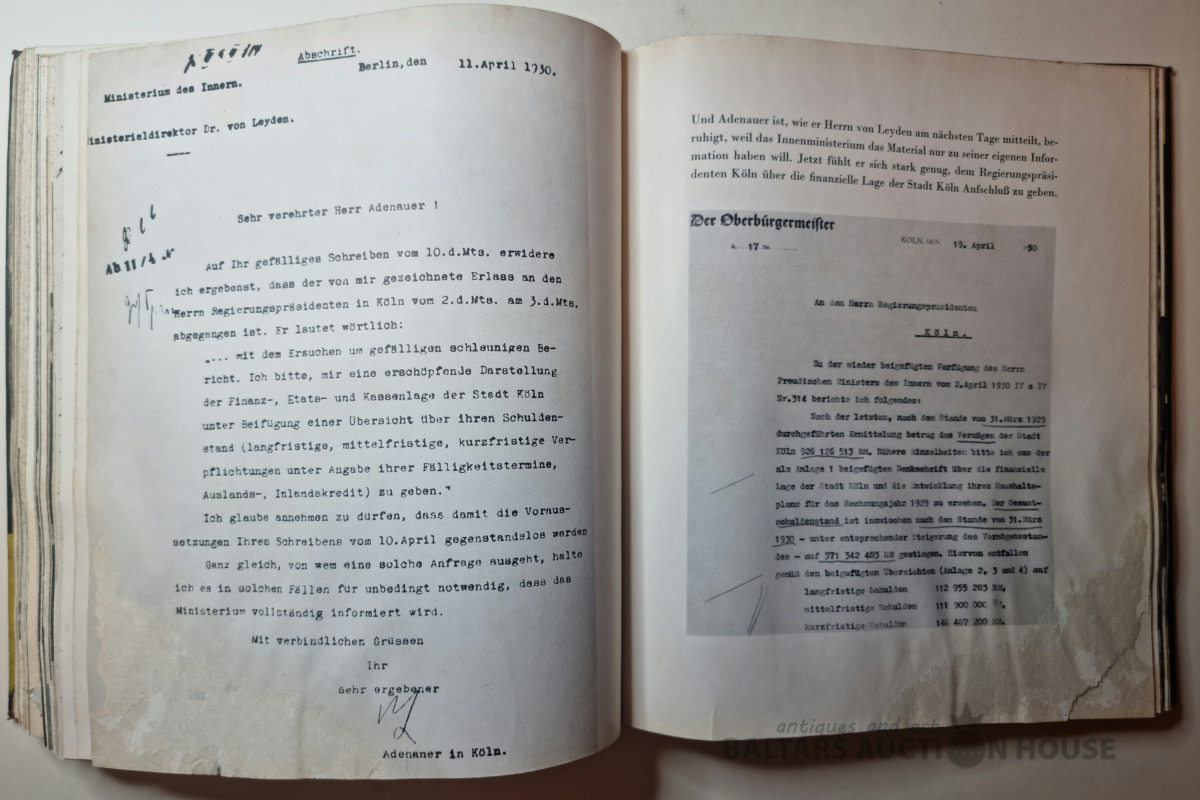 Abschrift.
Berlin,den 11.April 1930.
Ministerium des Innern.
Ministerialdirektor Dr. von Leyden.
Sehr verehrter Herr Adenauer !
Ab 11/4
Auf Ihr gefälliges Schreiben vom 10.d.Mts. erwidere
ich ergebenst, dass der von mir gezeichnete Erlass an den
Herrn Regierungspräsidenten in Köln vom 2.d.Mts. am 3.d.Mts.
abgegangen ist. Er lautet wörtlich:
„... mit dem Ersuchen um gefälligen schleunigen Be-
richt. Ich bitte, mir eine erschöpfende Darstellung
der Finanz-, Etats- und Kassenlage der Stadt Köln
unter Beifügung einer Übersicht über ihren Schulden-
stand (langfristige, mittelfristige, kurzfristige Ver-
pflichtungen unter Angabe ihrer Fälligkeitstermine,
Auslands-, Inlandskredit) zu geben."
Ich glaube annehmen zu dürfen, dass damit die Voraus-
setzungen Ihres Schreibens vom 10.April gegenstandslos werden
Ganz gleich, von wem eine solche Anfrage ausgeht, halte
ich es in solchen Fällen für unbedingt notwendig, dass das
Ministerium vollständig informiert wird.
Mit verbindlichen Grüssen
Ihr
sehr ergebener
Adenauer in Köln.
Und Adenauer ist, wie er Herrn von Leyden am nächsten Tage mitteilt, be-
ruhigt, weil das Innenministerium das Material nur zu seiner eigenen Infor-
mation haben will. Jetzt fühlt er sich stark genug, dem Regierungspräsi-
denten Köln über die finanzielle Lage der Stadt Köln Aufschluß zu geben.
Der Oberbürgermeister
A. 17 KÖLN, DEN 19. April 30
An den Herrn Regierungspräsidenten
Köln.
Zu der wieder beigefügten Verfügung des Herrn
Preußischen Ministers des Innern vom 2.April 1930 IV a IV
Nr.314 berichte ich folgendes:
Nach der letzten, nach dem Stande vom 31.März 1929
durchgeführten Ermittelung betrug das Vermögen der Stadt
Köln 926 126 513 RM. Nähere Einzelheiten bitte ich aus der
als Anlage 1 beigefügten Denkschrift über die finanzielle
Lage der Stadt Köln und die Entwicklung ihres Haushalts-
plans für das Rechnungsjahr 1929 zu ersehen. Der Gesamt-
schuldenstand ist inzwischen nach dem Stande vom 31.März
1930 - unter entsprechender Steigerung des Vermögensstan-
des - auf 371 342 483 RM gestiegen. Hiervon entfallen
gemäß den beigefügten Übersichten (Anlage 2, 3 und 4) auf
langfristige Schulden 112 955 283 RM,
mittelfristige Schulden 111 900 000 RM,
kurzfristige Schulden 146 487 200 RM.
antiques and art
BALTARS AUCTION HOUSE